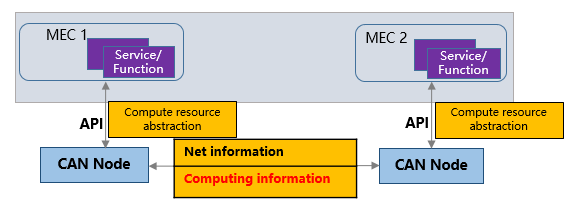 MEC 1
Service/
Function
MEC 2
Service/
Function
API
Compute resource
abstraction
API
Compute resource
abstraction
CAN Node
Net information
Computing information
CAN Node